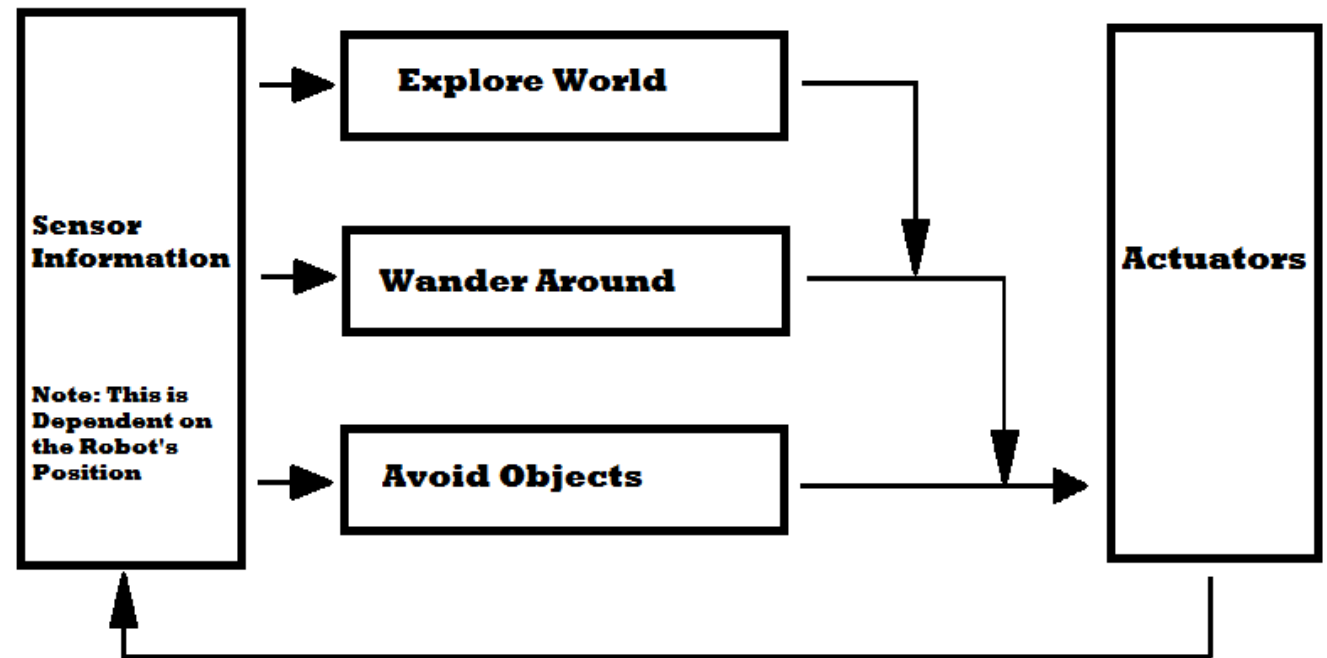 Explore World
Sensor
Information
Wander Around
Actuators
Note: This is
Dependent on
the Robot's
Position
Avoid Objects